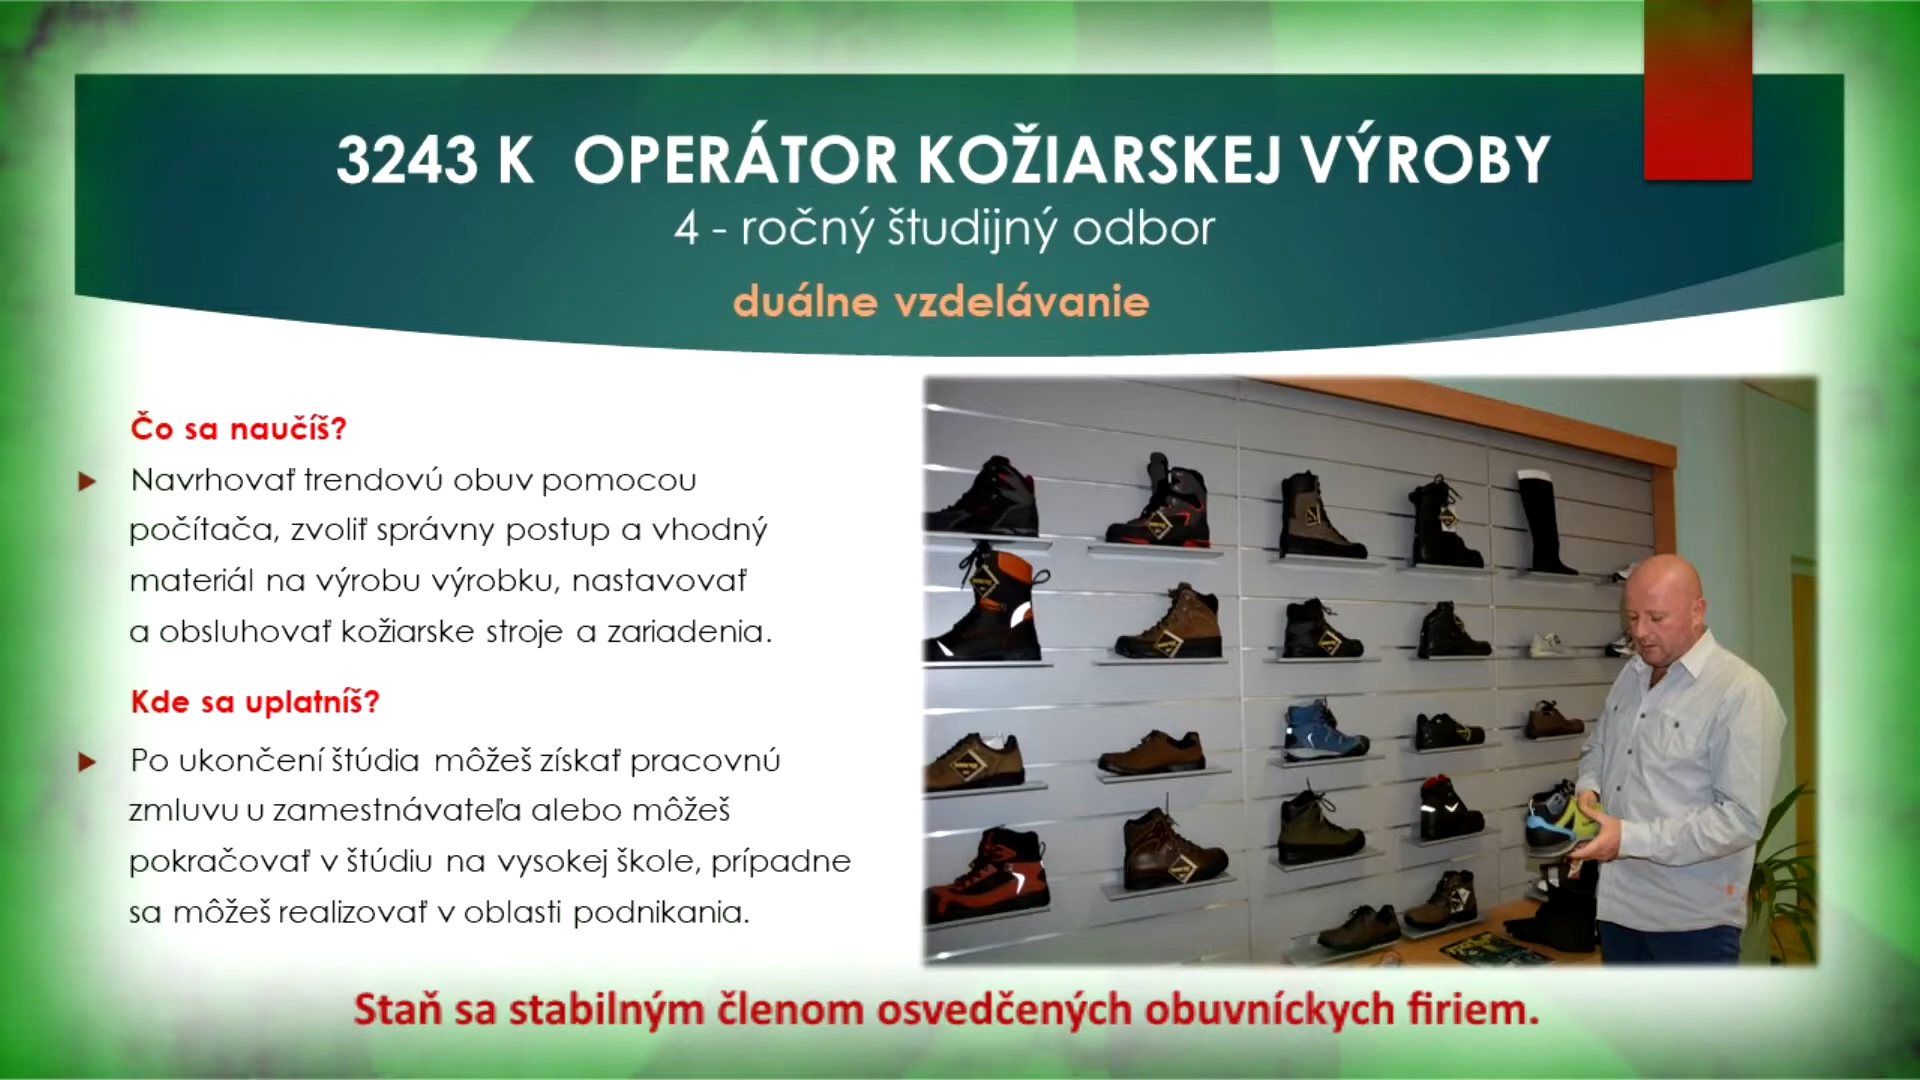 3243 K OPERÁTOR KOŽIARSKEJ VÝROBY
4 - ročný študijný odbor
duálne vzdelávanie
Čo sa naučíš?
Navrhovať trendovú obuv pomocou
počítača, zvoliť správny postup a vhodný
materiál na výrobu výrobku, nastavovať
a obsluhovať kožiarske stroje a zariadenia.
Kde sa uplatníš?
Po ukončení štúdia môžeš získať pracovnú
zmluvu u zamestnávateľa alebo môžeš
pokračovať v štúdiu na vysokej škole, prípadne
sa môžeš realizovať v oblasti podnikania.
Staň sa stabilným členom osvedčených obuvníckych firiem.